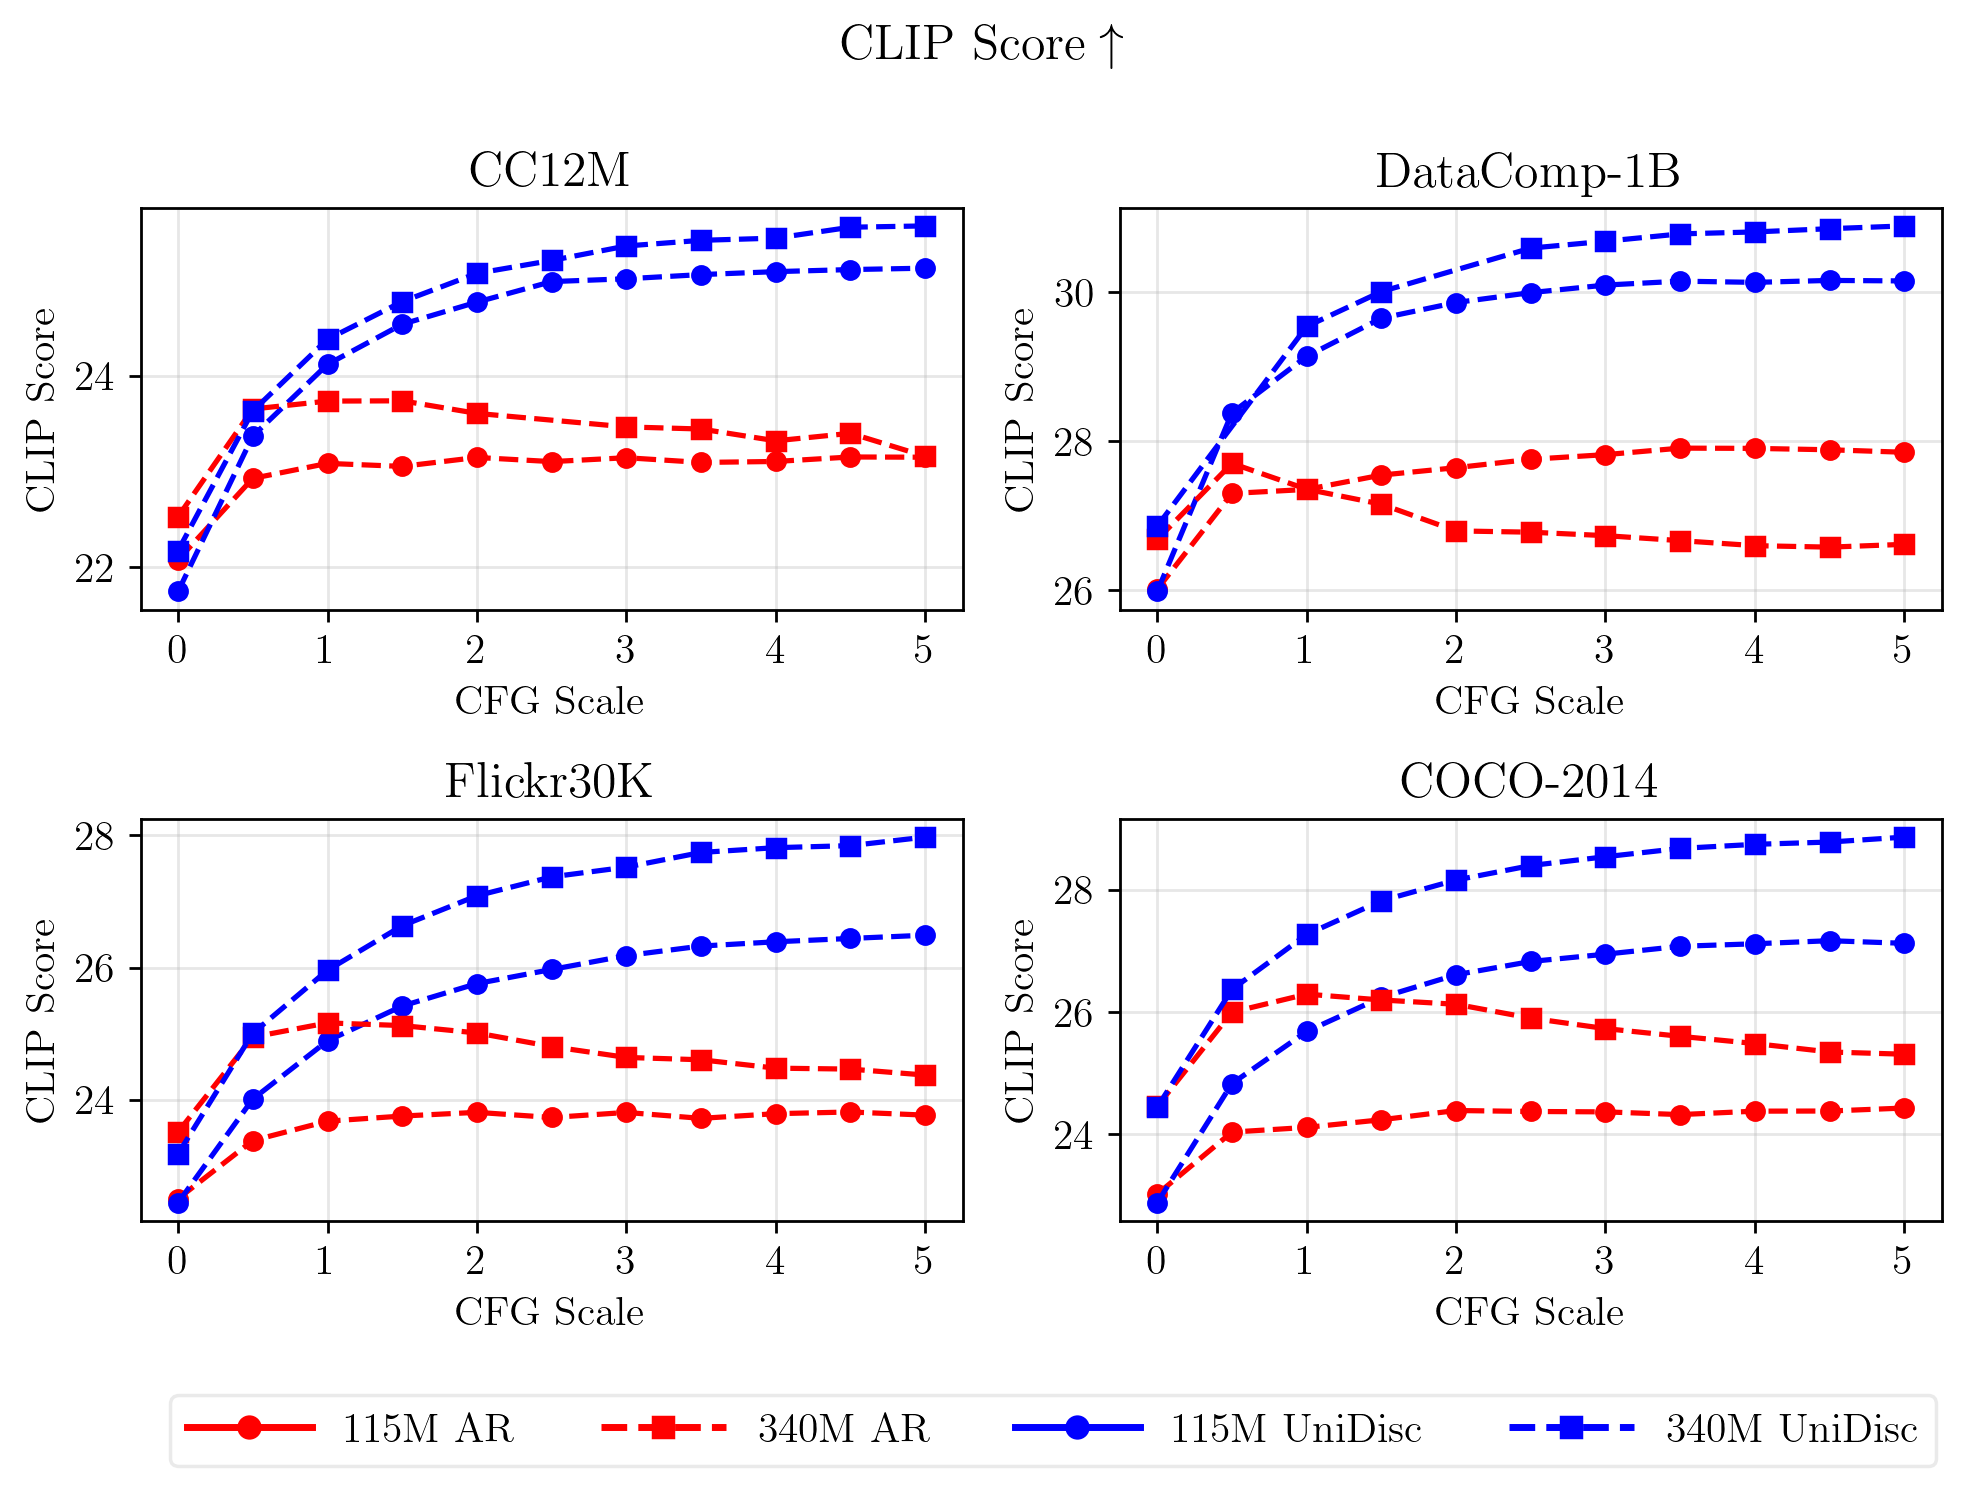 CLIP Score ↑
CC12M
CLIP Score
24
22
0 1 2 3 4 5
CFG Scale
DataComp-1B
CLIP Score
30
28
26
0 1 2 3 4 5
CFG Scale
Flickr30K
CLIP Score
28
26
24
0 1 2 3 4 5
CFG Scale
COCO-2014
CLIP Score
28
26
24
0 1 2 3 4 5
CFG Scale
115M AR 340M AR 115M UniDisc 340M UniDisc